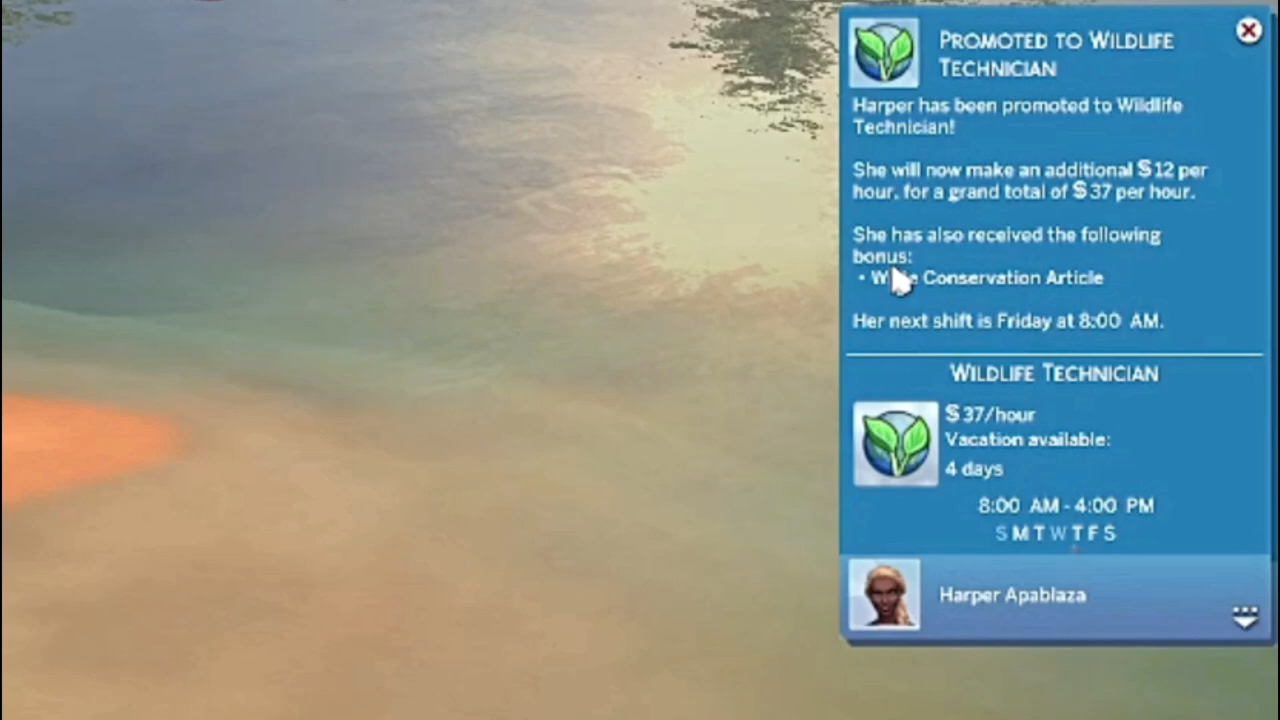 PROMOTED TO WILDLIFE
TECHNICIAN
Harper has been promoted to Wildlife
Technician!
She will now make an additional §12 per
hour, for a grand total of §37 per hour.
She has also received the following
bonus:
• Conservation Article
Her next shift is Friday at 8:00 AM.
WILDLIFE TECHNICIAN
§37/hour
Vacation available:
4 days
8:00 AM - 4:00 PM
S M T W T F S
Harper Apablaza